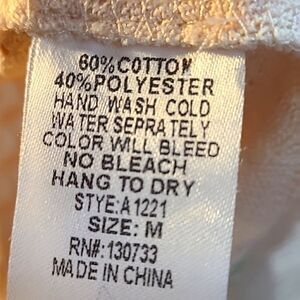 60%COTTON
40%POLYESTER
HAND WASH COLD
WATER SEPRATELY
COLOR WILL BLEED
NO BLEACH
HANG TO DRY
STYE:A1221
SIZE: M
RN#:130733
MADE IN CHINA